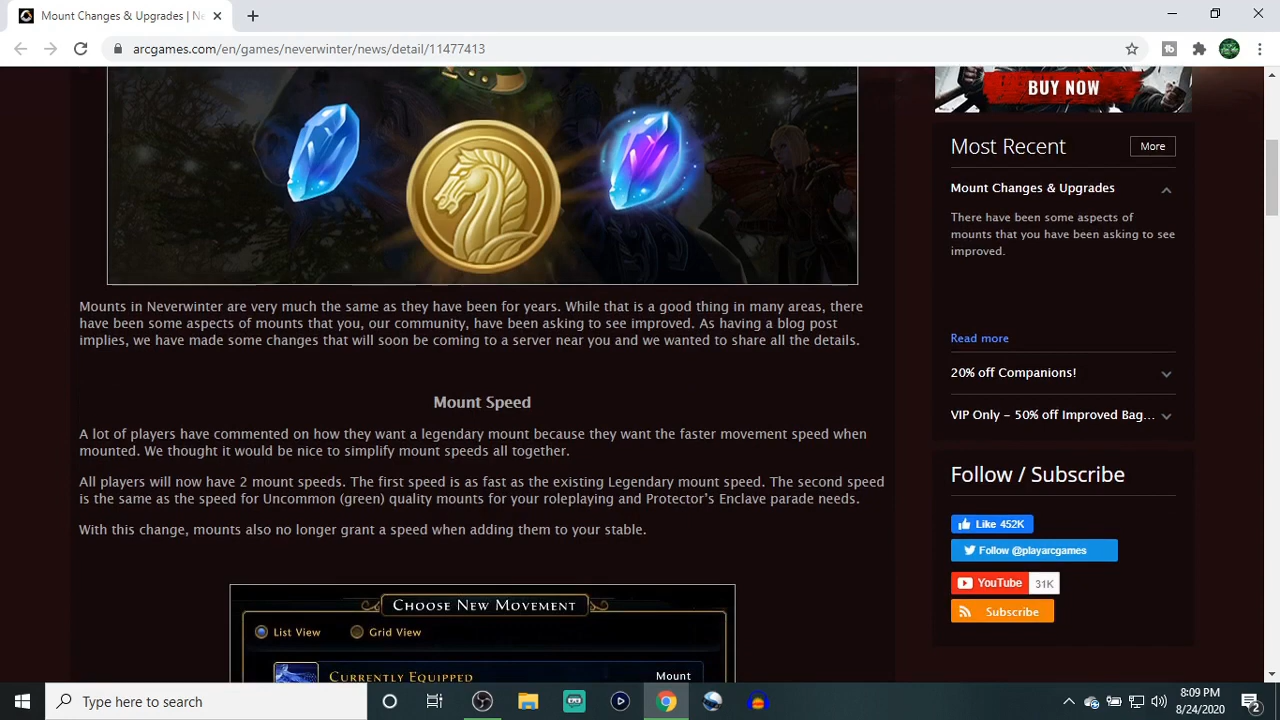 Mount Changes & Upgrades | Ne
arcgames.com/en/games/neverwinter/news/detail/11477413
Mounts in Neverwinter are very much the same as they have been for years. While that is a good thing in many areas, there
have been some aspects of mounts that you, our community, have been asking to see improved. As having a blog post
implies, we have made some changes that will soon be coming to a server near you and we wanted to share all the details.
Mount Speed
A lot of players have commented on how they want a legendary mount because they want the faster movement speed when
mounted. We thought it would be nice to simplify mount speeds all together.
All players will now have 2 mount speeds. The first speed is as fast as the existing Legendary mount speed. The second speed
is the same as the speed for Uncommon (green) quality mounts for your roleplaying and Protector's Enclave parade needs.
With this change, mounts also no longer grant a speed when adding them to your stable.
Choose New Movement
List View Grid View
Currently Equipped Mount
BUY NOW
Most Recent More
Mount Changes & Upgrades
There have been some aspects of
mounts that you have been asking to see
improved.
Read more
20% off Companions!
VIP Only - 50% off Improved Bag...
Follow / Subscribe
Like 452K
Follow @playarcgames
YouTube 31K
Subscribe
Type here to search
8:09 PM
8/24/2020
2